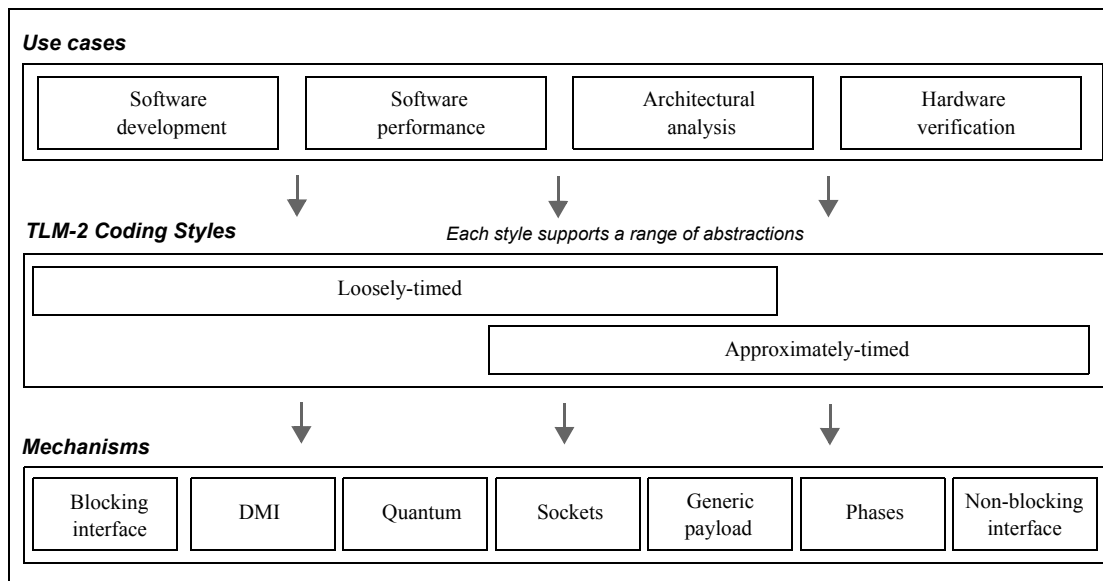 Use cases
Software
development
Software
performance
Architectural
analysis
Hardware
verification
TLM-2 Coding Styles
Each style supports a range of abstractions
Loosely-timed
Approximately-timed
Mechanisms
Blocking
interface
DMI
Quantum
Sockets
Generic
payload
Phases
Non-blocking
interface